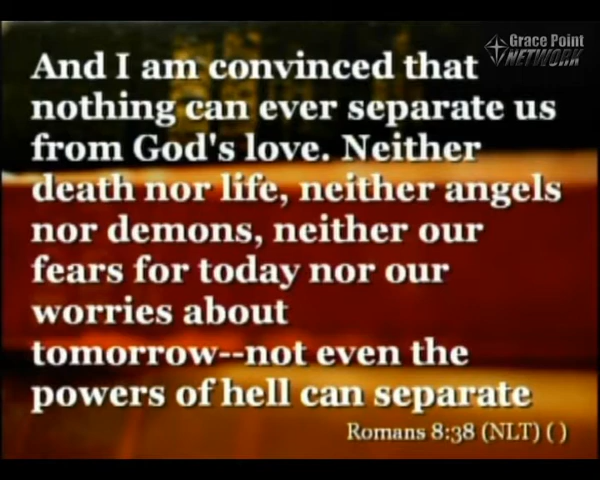 Grace Point
NETWORK
And I am convinced that
nothing can ever separate us
from God's love. Neither
death nor life, neither angels
nor demons, neither our
fears for today nor our
worries about
tomorrow--not even the
powers of hell can separate
Romans 8:38 (NLT) ( )